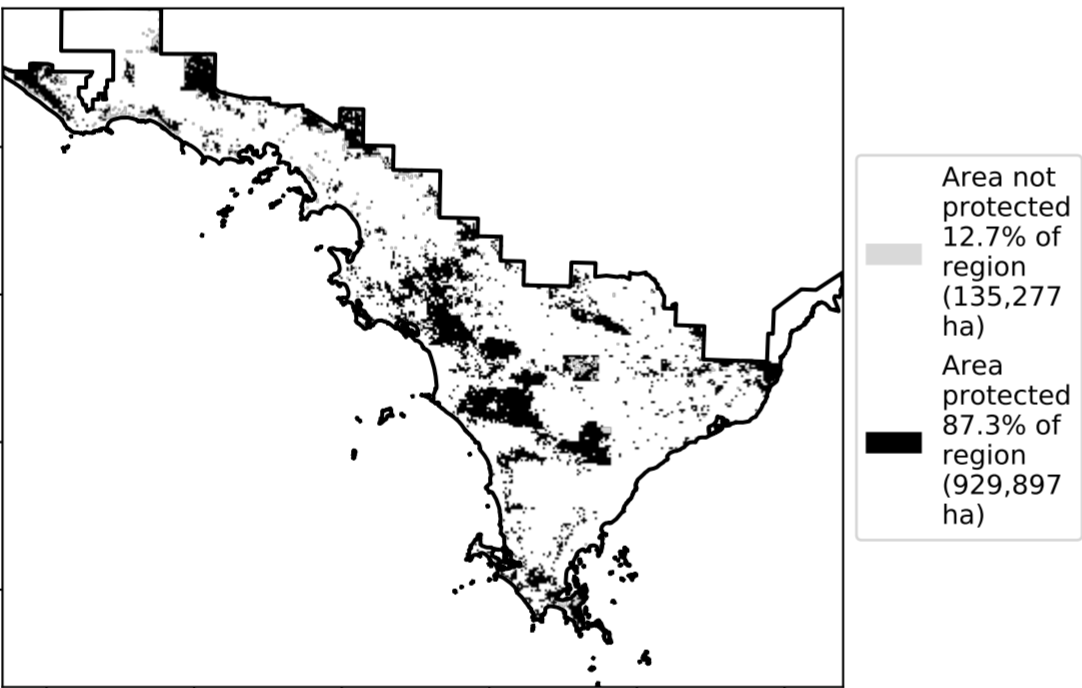 Area not
protected
12.7% of
region
(135,277
ha)
Area
protected
87.3% of
region
(929,897
ha)